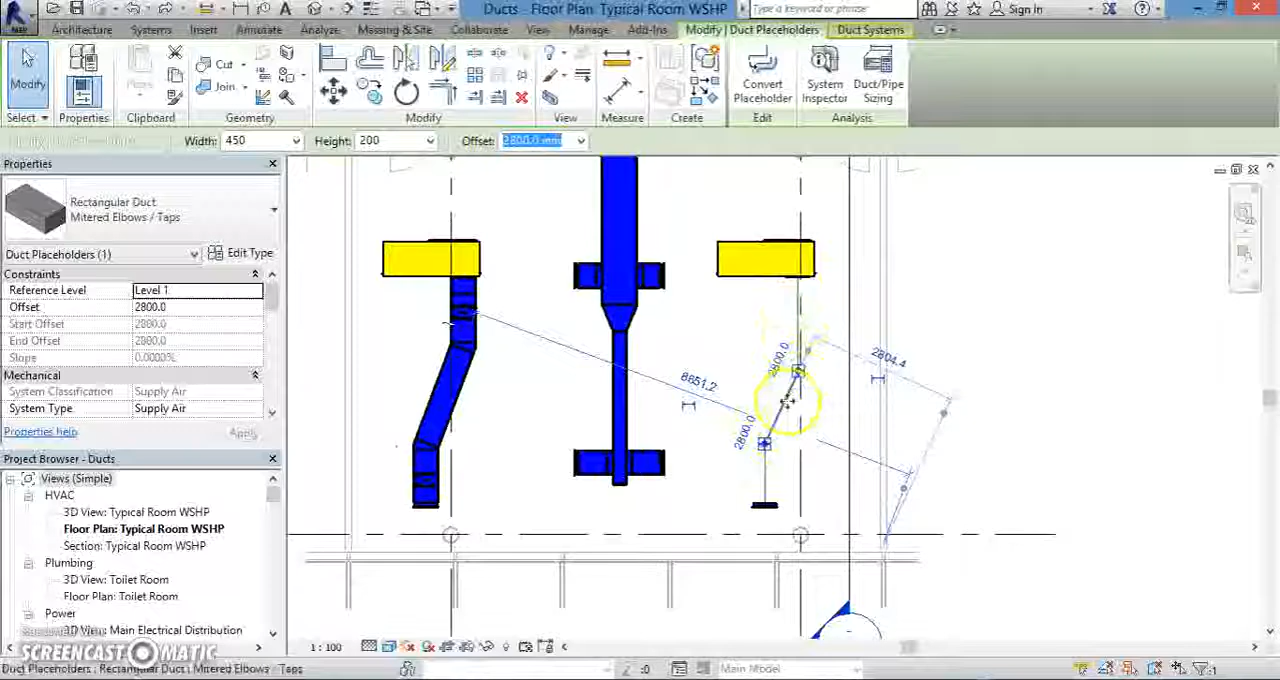 Ducts - Floor Plan: Typical Room WSHP
Type a keyword or phrase
Sign In
Architecture Systems Insert Annotate Analyze Massing & Site Collaborate View Manage Add-Ins Modify | Duct Placeholders Duct Systems
Modify
Cut
Join
Convert Placeholder
System Inspector
Duct/Pipe Sizing
Select Properties Clipboard Geometry Modify View Measure Create Edit Analysis
Width: 450 Height: 200 Offset: 2800.0 mm
Properties
Rectangular Duct
Mitered Elbows / Taps
Duct Placeholders (1) Edit Type
Constraints
Reference Level Level 1
Offset 2800.0
Start Offset 2800.0
End Offset 2800.0
Slope 0.0000%
Mechanical
System Classification Supply Air
System Type Supply Air
Properties help Apply
Project Browser - Ducts
Views (Simple)
HVAC
3D View: Typical Room WSHP
Floor Plan: Typical Room WSHP
Section: Typical Room WSHP
Plumbing
3D View: Toilet Room
Floor Plan: Toilet Room
Power
3D View: Main Electrical Distribution
2800.0
2804.4
8651.2
2800.0
1 : 100
SCREENCAST-O-MATIC
Duct Placeholders : Rectangular Duct : Mitered Elbows / Taps
:0
Main Model
:1